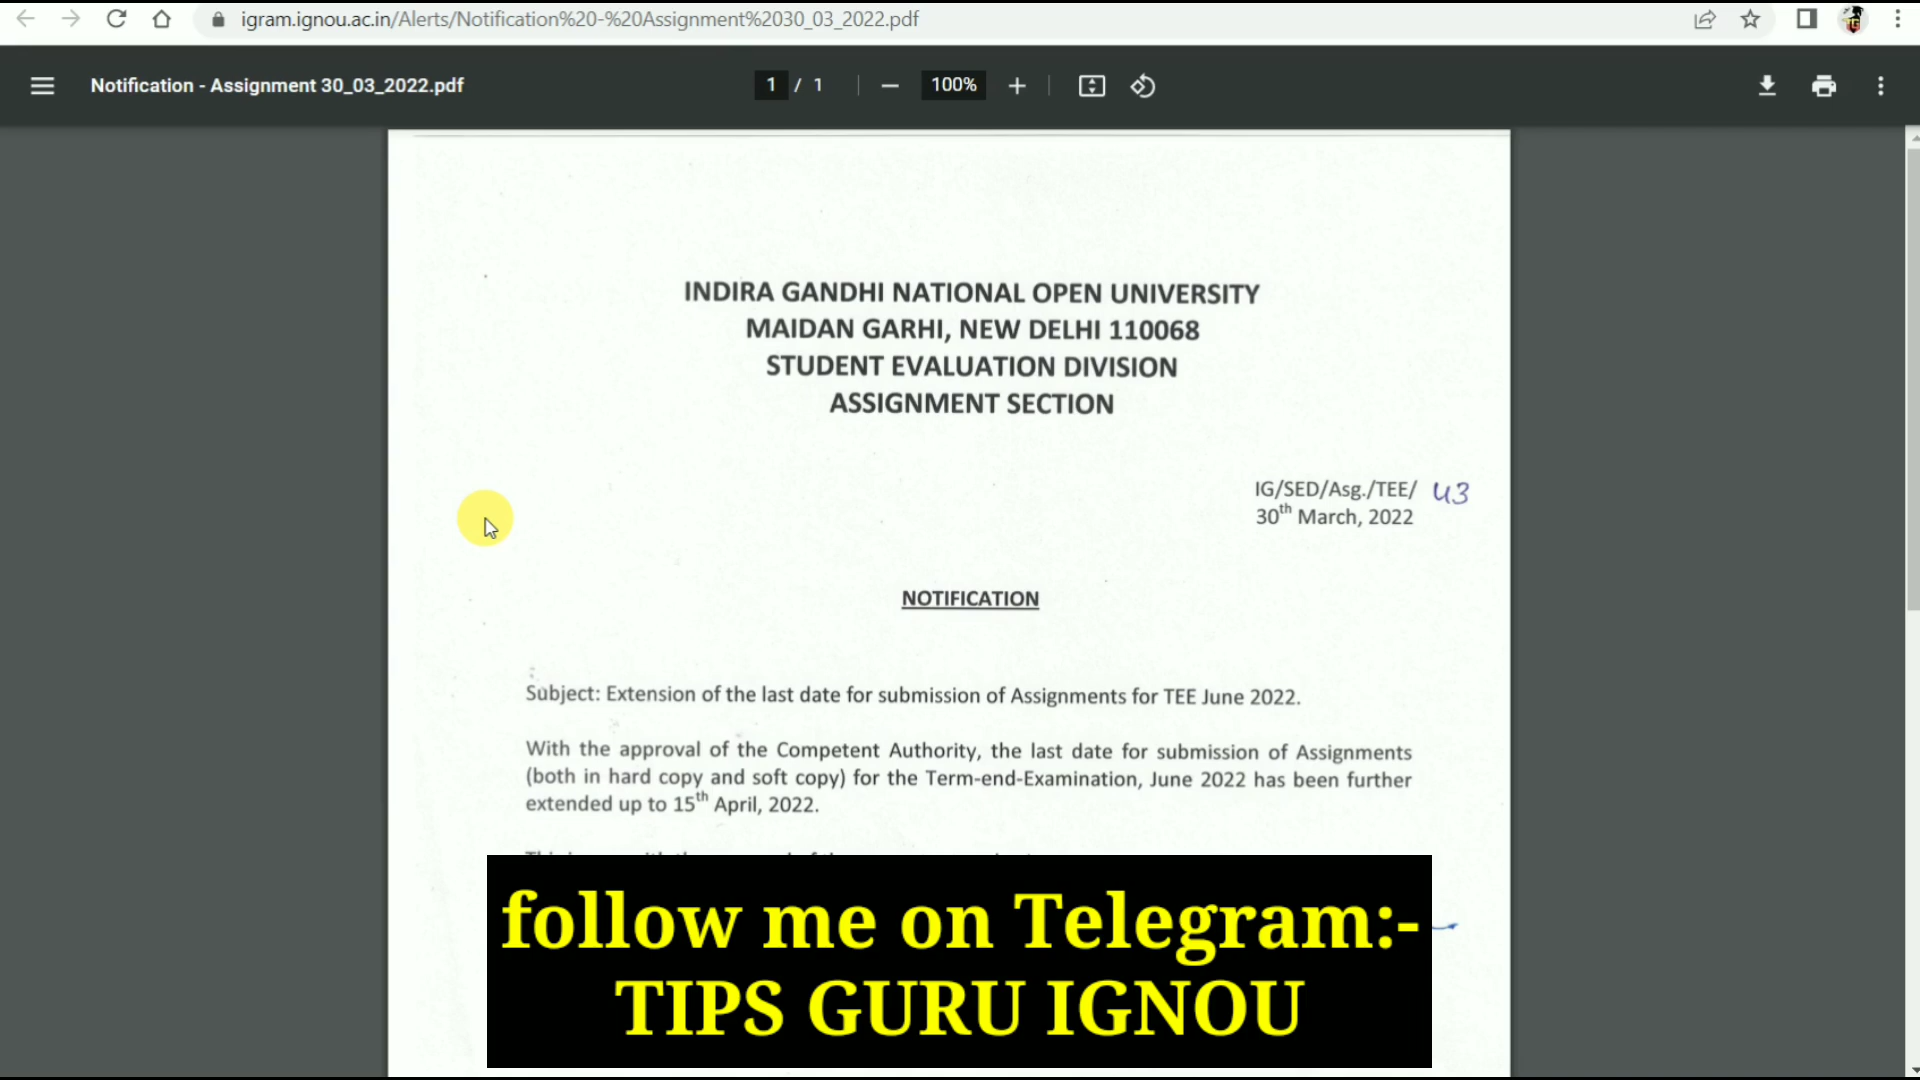 igram.ignou.ac.in/Alerts/Notification%20-%20Assignment%2030_03_2022.pdf
Notification - Assignment 30_03_2022.pdf
1 / 1
100%
INDIRA GANDHI NATIONAL OPEN UNIVERSITY
MAIDAN GARHI, NEW DELHI 110068
STUDENT EVALUATION DIVISION
ASSIGNMENT SECTION
IG/SED/Asg./TEE/ 43
30th March, 2022
NOTIFICATION
Subject: Extension of the last date for submission of Assignments for TEE June 2022.
With the approval of the Competent Authority, the last date for submission of Assignments
(both in hard copy and soft copy) for the Term-end-Examination, June 2022 has been further
extended up to 15th April, 2022.
follow me on Telegram:-
TIPS GURU IGNOU